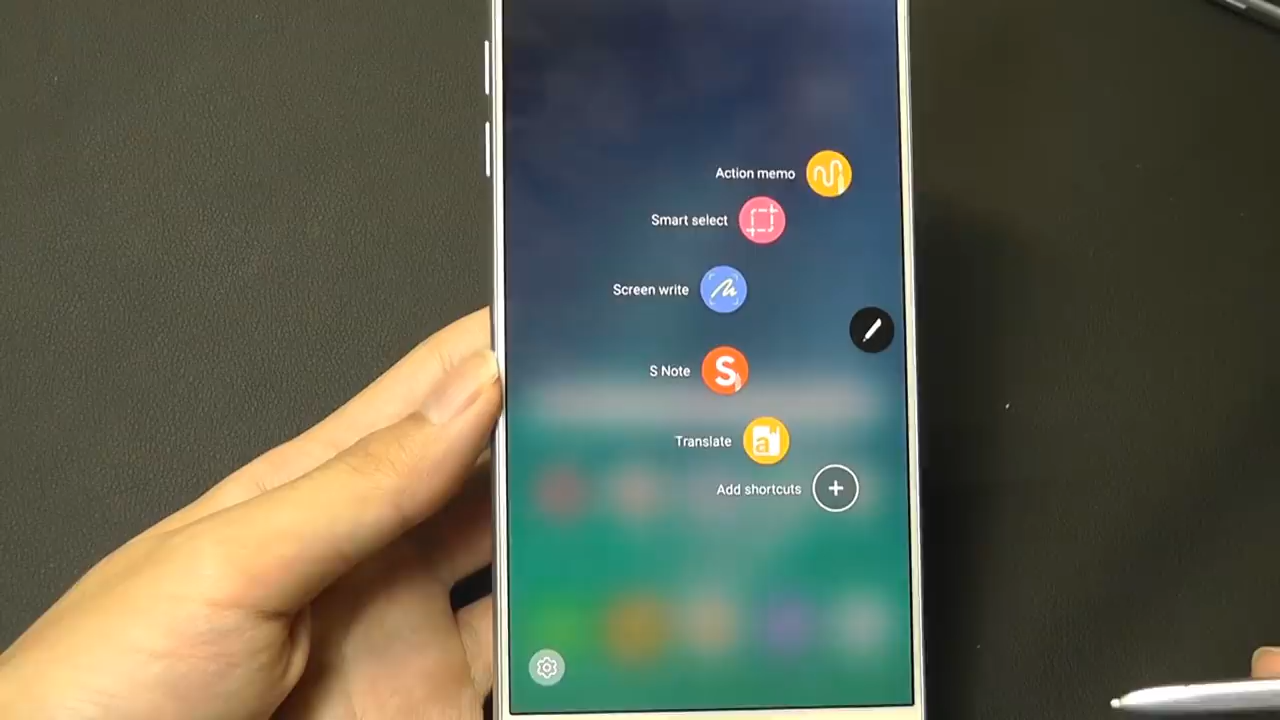 Action memo
Smart select
Screen write
S Note
S
Translate
a
Add shortcuts